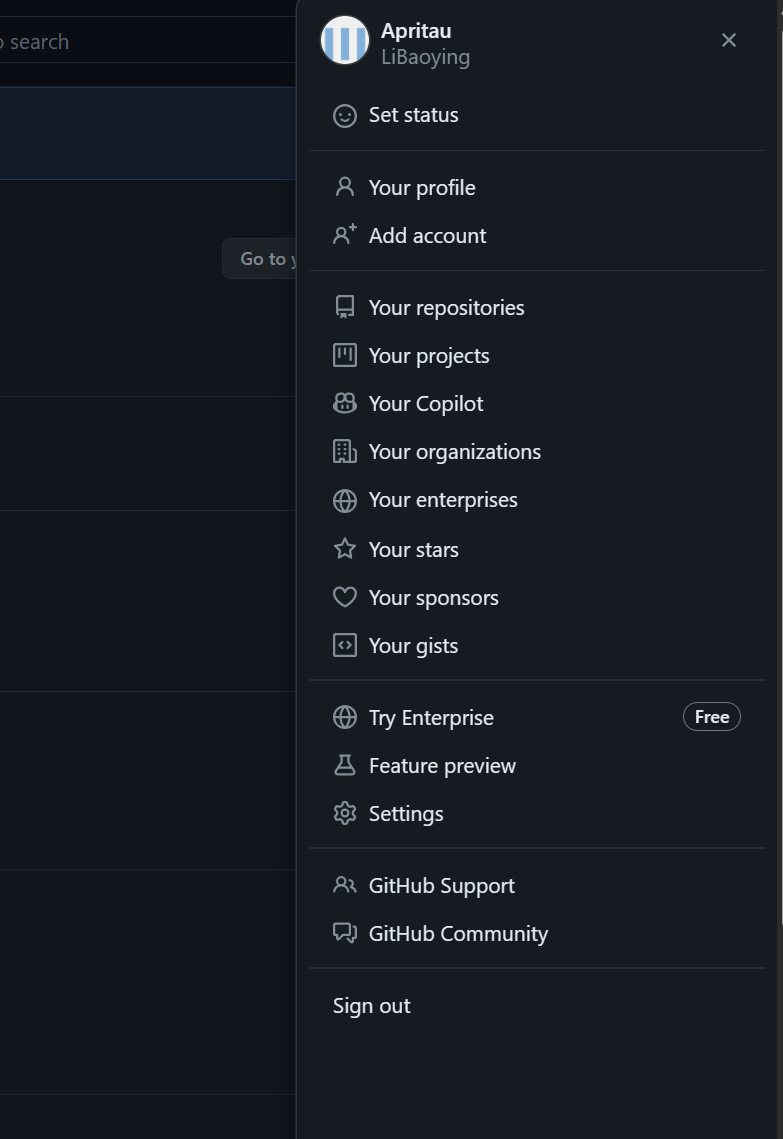 search
Apritau
LiBaoying
Set status
Your profile
Add account
Go to
Your repositories
Your projects
Your Copilot
Your organizations
Your enterprises
Your stars
Your sponsors
Your gists
Try Enterprise
Free
Feature preview
Settings
GitHub Support
GitHub Community
Sign out